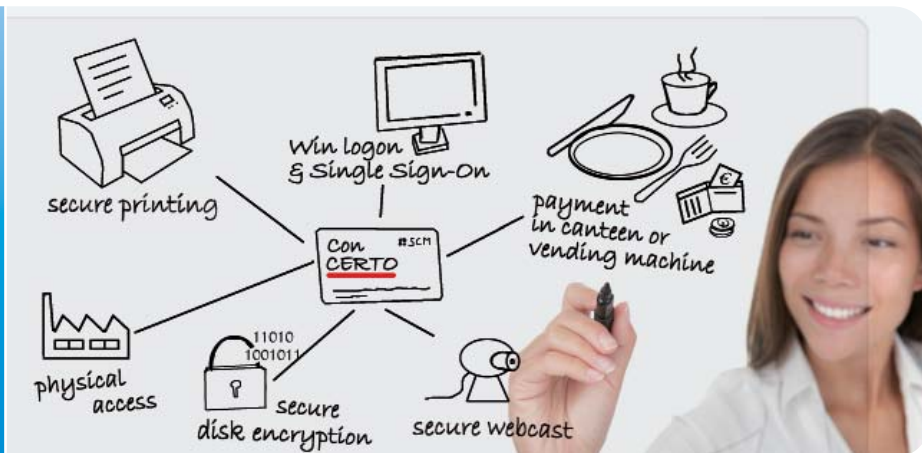 Win logon
& Single Sign-On
secure printing
payment
in canteen or
vending machine
Con #SCM
CERTO
€
physical
access
11010
1001011
secure
disk encryption
secure webcast